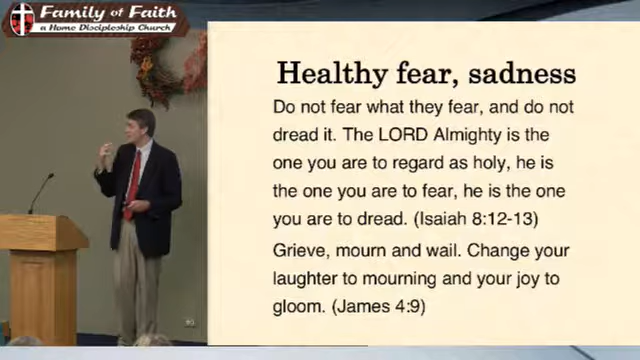 Family of Faith
a Home Discipleship Church
Healthy fear, sadness
Do not fear what they fear, and do not
dread it. The LORD Almighty is the
one you are to regard as holy, he is
the one you are to fear, he is the one
you are to dread. (Isaiah 8:12-13)
Grieve, mourn and wail. Change your
laughter to mourning and your joy to
gloom. (James 4:9)